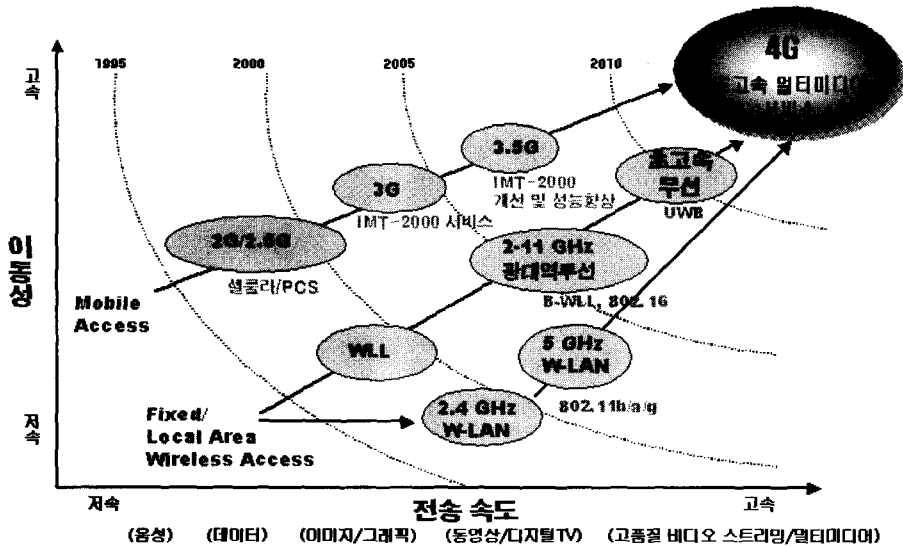 4G
초고속 멀티미디어
서비스
고속
1995
2000
2005
2010
3.5G
IMT-2000
개선 및 성능향상
초고속
무선
UWB
3G
IMT-2000 서비스
2G/2.5G
셀룰라/PCS
2-11 GHz
광대역무선
B-WLL, 802.16
이동성
Mobile
Access
WLL
5 GHz
W-LAN
802.11b/a/g
2.4 GHz
W-LAN
저속
Fixed/
Local Area
Wireless Access
저속
전송 속도
고속
(음성) (데이터) (이미지/그래픽) (동영상/디지털TV) (고품질 비디오 스트리밍/멀티미디어)